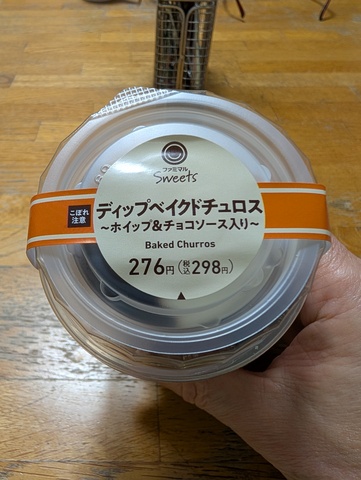 ファミマル
Sweets
こぼれ
注意
ディップベイクドチュロス
～ホイップ&チョコソース入り～
Baked Churros
276円(税込298円)